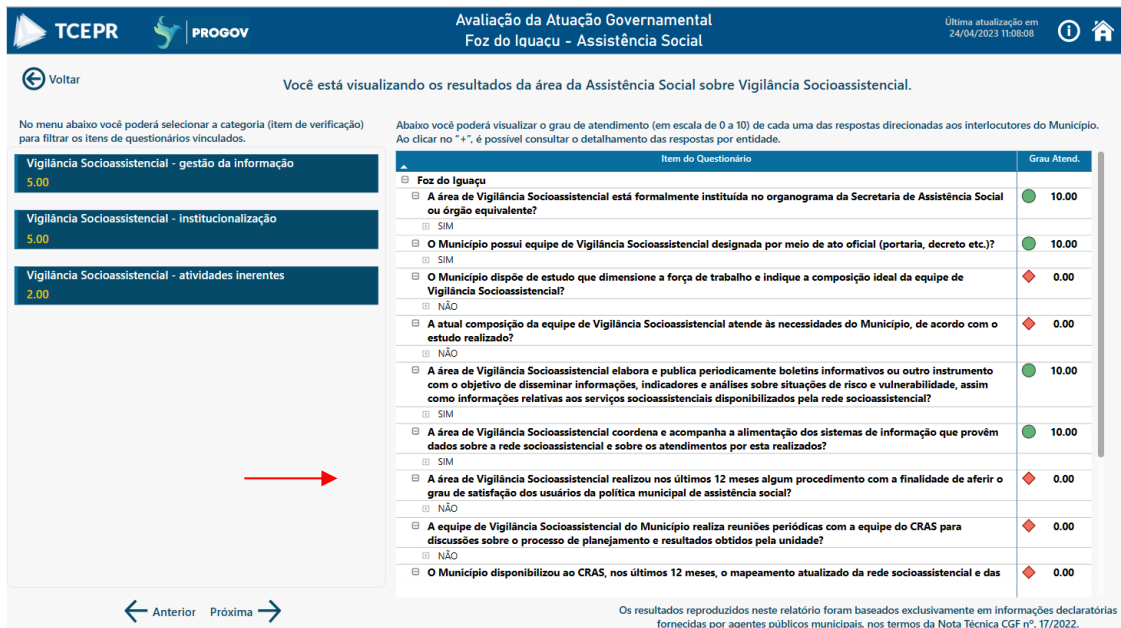 TCEPR
PROGOV
Avaliação da Atuação Governamental
Foz do Iguaçu - Assistência Social
Última atualização em
24/04/2023 11:08:08
Voltar
Você está visualizando os resultados da área da Assistência Social sobre Vigilância Socioassistencial.
No menu abaixo você poderá selecionar a categoria (item de verificação)
para filtrar os itens de questionários vinculados.
Vigilância Socioassistencial - gestão da informação
5.00
Vigilância Socioassistencial - institucionalização
5.00
Vigilância Socioassistencial - atividades inerentes
2.00
Abaixo você poderá visualizar o grau de atendimento (em escala de 0 a 10) de cada uma das respostas direcionadas aos interlocutores do Município.
Ao clicar no "+", é possível consultar o detalhamento das respostas por entidade.
Item do Questionário Grau Atend.
Foz do Iguaçu
A área de Vigilância Socioassistencial está formalmente instituída no organograma da Secretaria de Assistência Social 10.00
ou órgão equivalente?
SIM
O Município possui equipe de Vigilância Socioassistencial designada por meio de ato oficial (portaria, decreto etc.)? 10.00
SIM
O Município dispõe de estudo que dimensione a força de trabalho e indique a composição ideal da equipe de 0.00
Vigilância Socioassistencial?
NÃO
A atual composição da equipe de Vigilância Socioassistencial atende às necessidades do Município, de acordo com o 0.00
estudo realizado?
NÃO
A área de Vigilância Socioassistencial elabora e publica periodicamente boletins informativos ou outro instrumento 10.00
com o objetivo de disseminar informações, indicadores e análises sobre situações de risco e vulnerabilidade, assim
como informações relativas aos serviços socioassistenciais disponibilizados pela rede socioassistencial?
SIM
A área de Vigilância Socioassistencial coordena e acompanha a alimentação dos sistemas de informação que provêm 10.00
dados sobre a rede socioassistencial e sobre os atendimentos por esta realizados?
SIM
A área de Vigilância Socioassistencial realizou nos últimos 12 meses algum procedimento com a finalidade de aferir o 0.00
grau de satisfação dos usuários da política municipal de assistência social?
NÃO
A equipe de Vigilância Socioassistencial do Município realiza reuniões periódicas com a equipe do CRAS para 0.00
discussões sobre o processo de planejamento e resultados obtidos pela unidade?
NÃO
O Município disponibilizou ao CRAS, nos últimos 12 meses, o mapeamento atualizado da rede socioassistencial e das 0.00
Anterior Próxima
Os resultados reproduzidos neste relatório foram baseados exclusivamente em informações declaratórias
fornecidas por agentes públicos municipais, nos termos da Nota Técnica CGF nº. 17/2022.